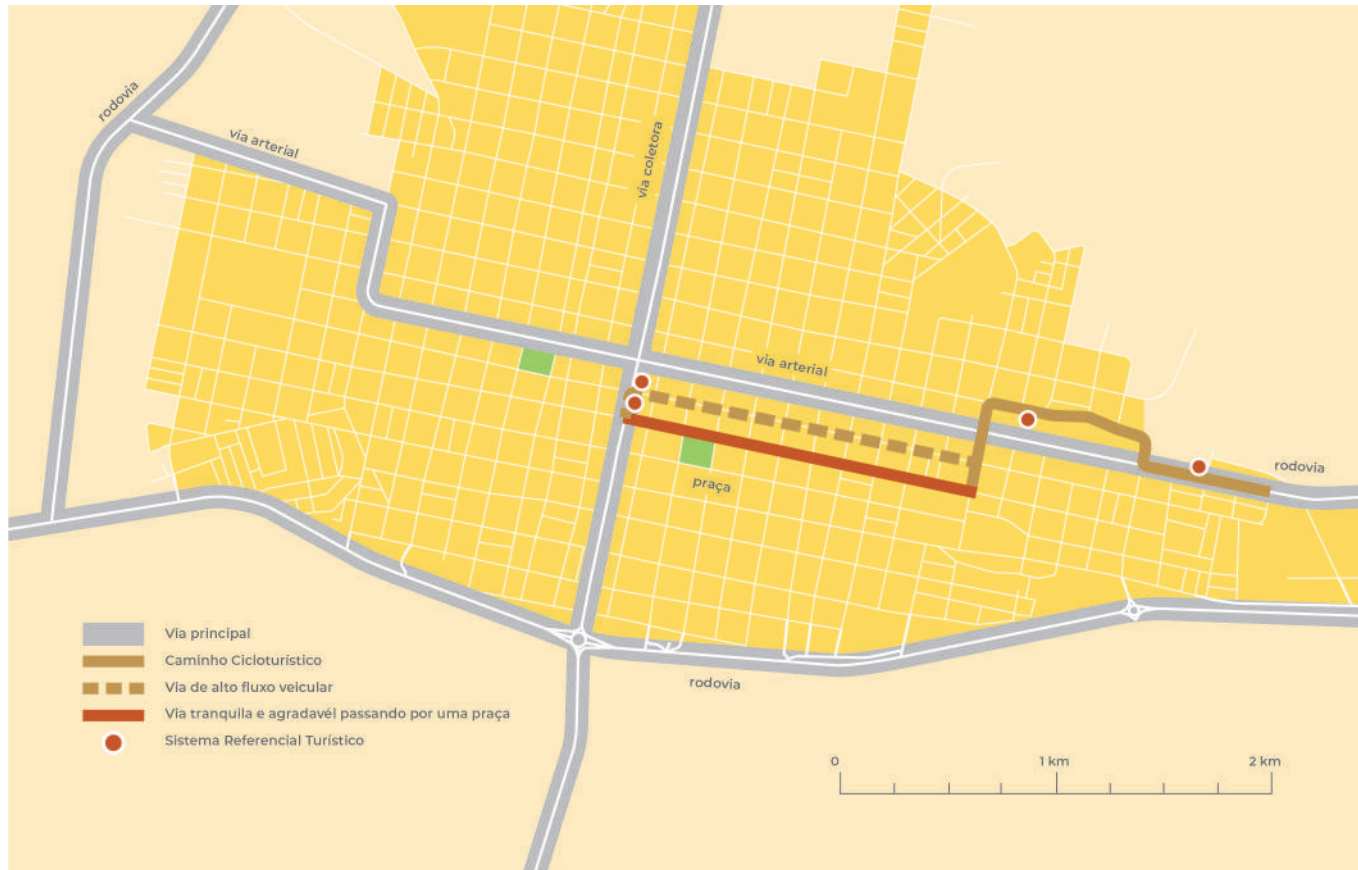 rodovia
via arterial
via coletora
via arterial
rodovia
praça
rodovia
Via principal
Caminho Cicloturístico
Via de alto fluxo veicular
Via tranquila e agradavél passando por uma praça
Sistema Referencial Turístico
0 1 km 2 km